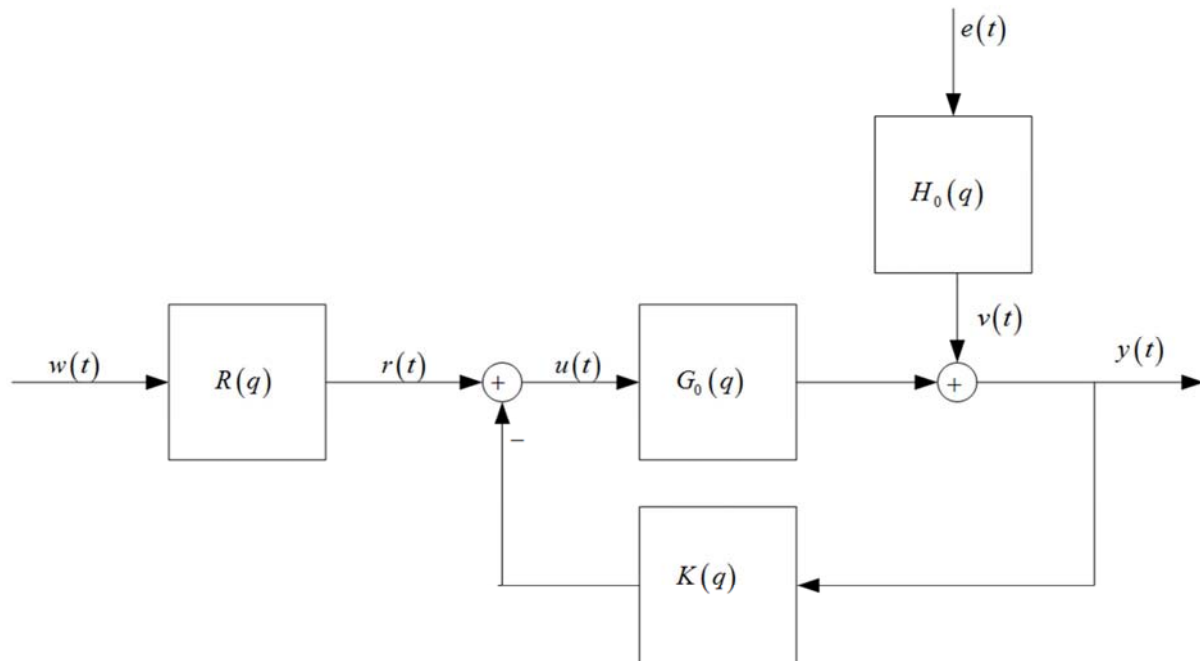 e(t)
H₀(q)
v(t)
w(t)
R(q)
r(t)
+
u(t)
G₀(q)
+
y(t)
−
K(q)